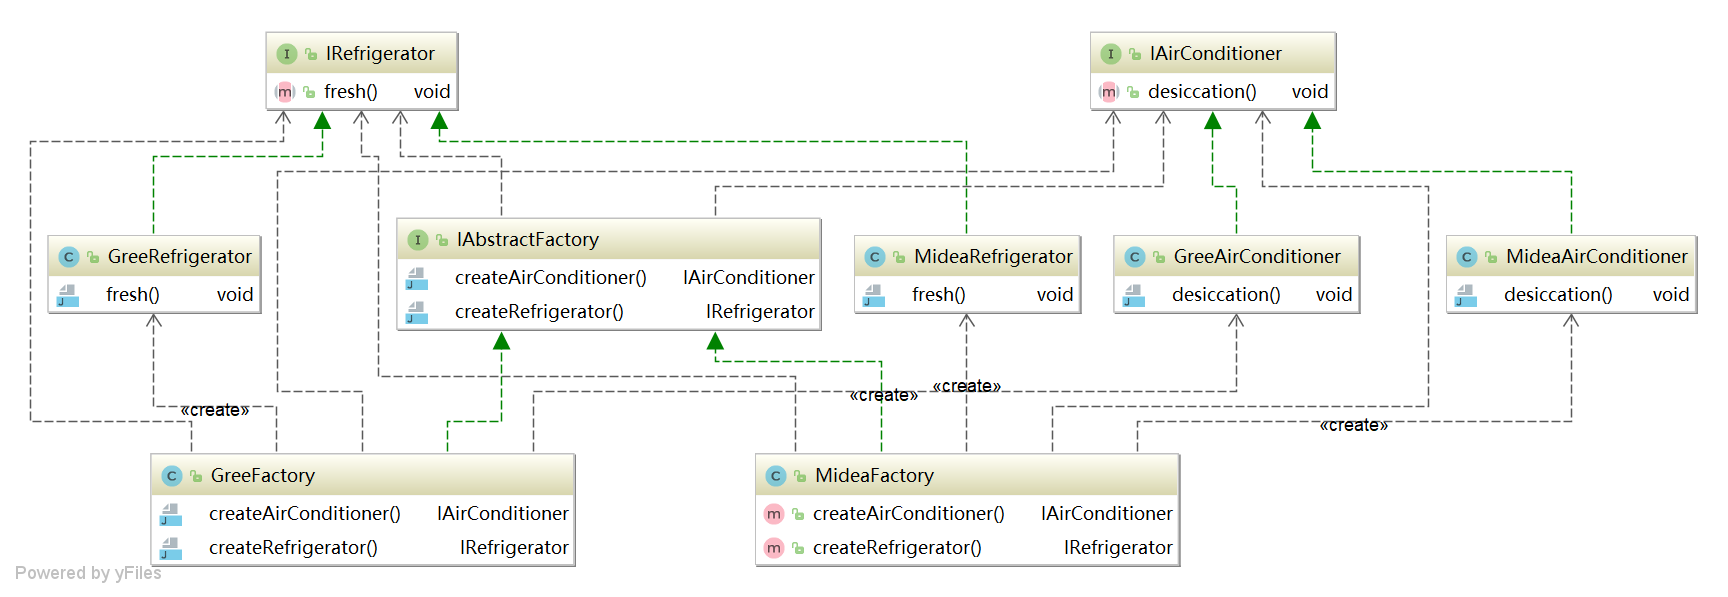 IRefrigerator
fresh() void
IAirConditioner
desiccation() void
GreeRefrigerator
fresh() void
IAbstractFactory
createAirConditioner() IAirConditioner
createRefrigerator() IRefrigerator
MideaRefrigerator
fresh() void
GreeAirConditioner
desiccation() void
MideaAirConditioner
desiccation() void
«create»
«create»
«create»
«create»
GreeFactory
createAirConditioner() IAirConditioner
createRefrigerator() IRefrigerator
MideaFactory
createAirConditioner() IAirConditioner
createRefrigerator() IRefrigerator
Powered by yFiles